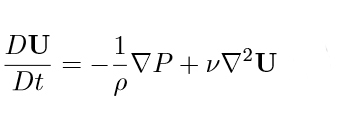 DU/Dt = −1/ρ ∇P + ν∇²U